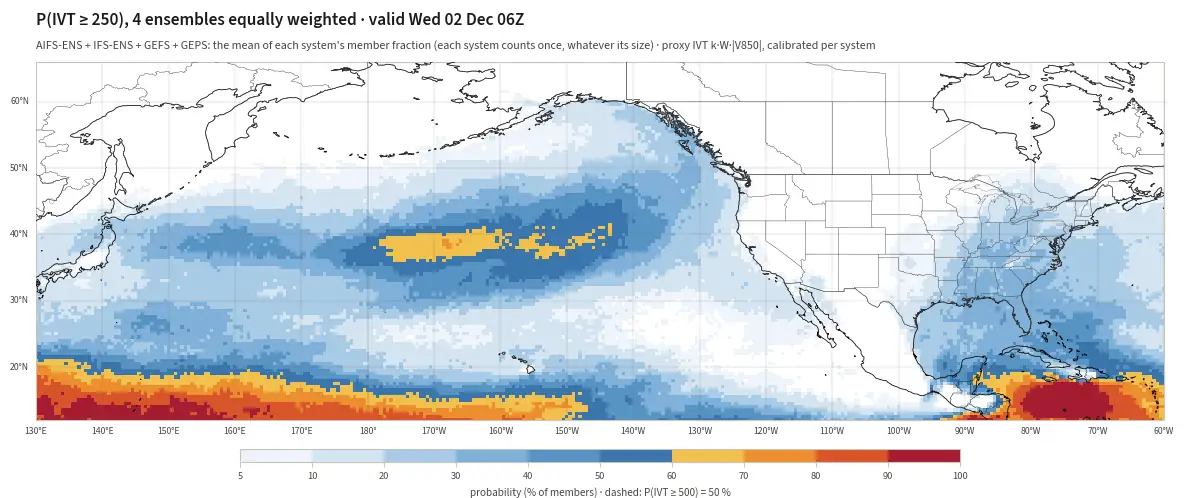 P(IVT ≥ 250), 4 ensembles equally weighted · valid Wed 02 Dec 06Z
AIFS-ENS + IFS-ENS + GEFS + GEPS: the mean of each system's member fraction (each system counts once, whatever its size) · proxy IVT k·W·|V850|, calibrated per system
60°N
50°N
40°N
30°N
20°N
130°E 140°E 150°E 160°E 170°E 180° 170°W 160°W 150°W 140°W 130°W 120°W 110°W 100°W 90°W 80°W 70°W 60°W
5 10 20 30 40 50 60 70 80 90 100
probability (% of members) · dashed: P(IVT ≥ 500) = 50 %